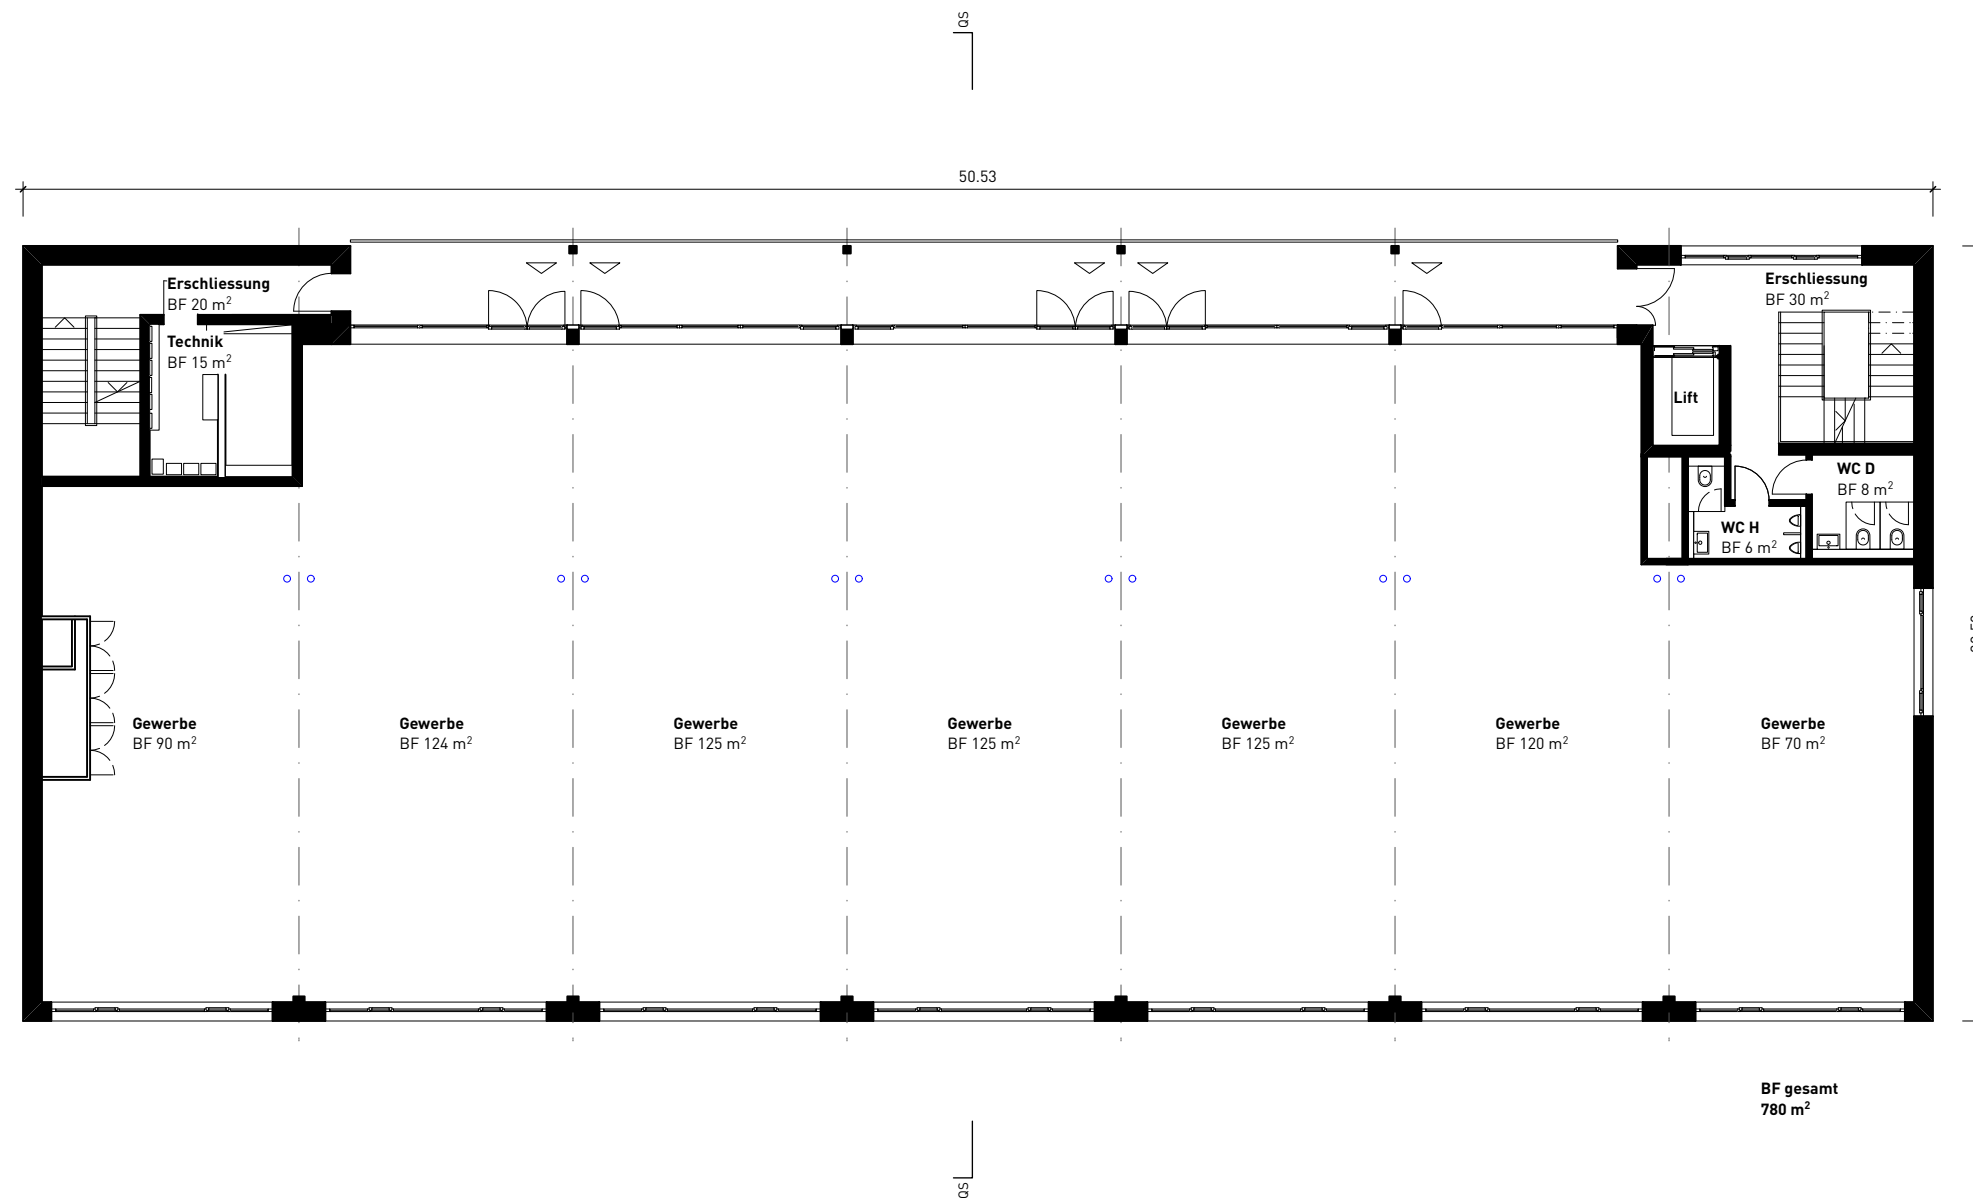 QS
50.53
Erschliessung
BF 20 m²
Erschliessung
BF 30 m²
Technik
BF 15 m²
Lift
WC D
BF 8 m²
WC H
BF 6 m²
Gewerbe
BF 90 m²
Gewerbe
BF 124 m²
Gewerbe
BF 125 m²
Gewerbe
BF 125 m²
Gewerbe
BF 125 m²
Gewerbe
BF 120 m²
Gewerbe
BF 70 m²
BF gesamt
780 m²
QS